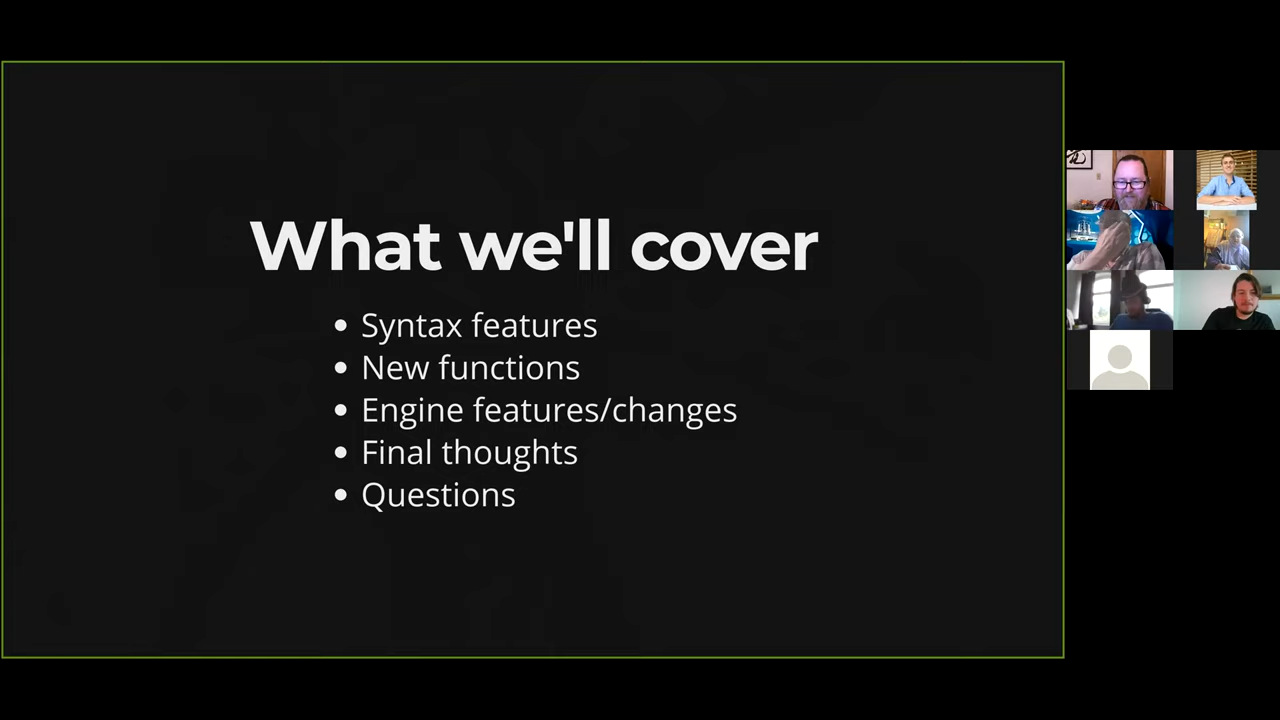 What we'll cover
Syntax features
New functions
Engine features/changes
Final thoughts
Questions